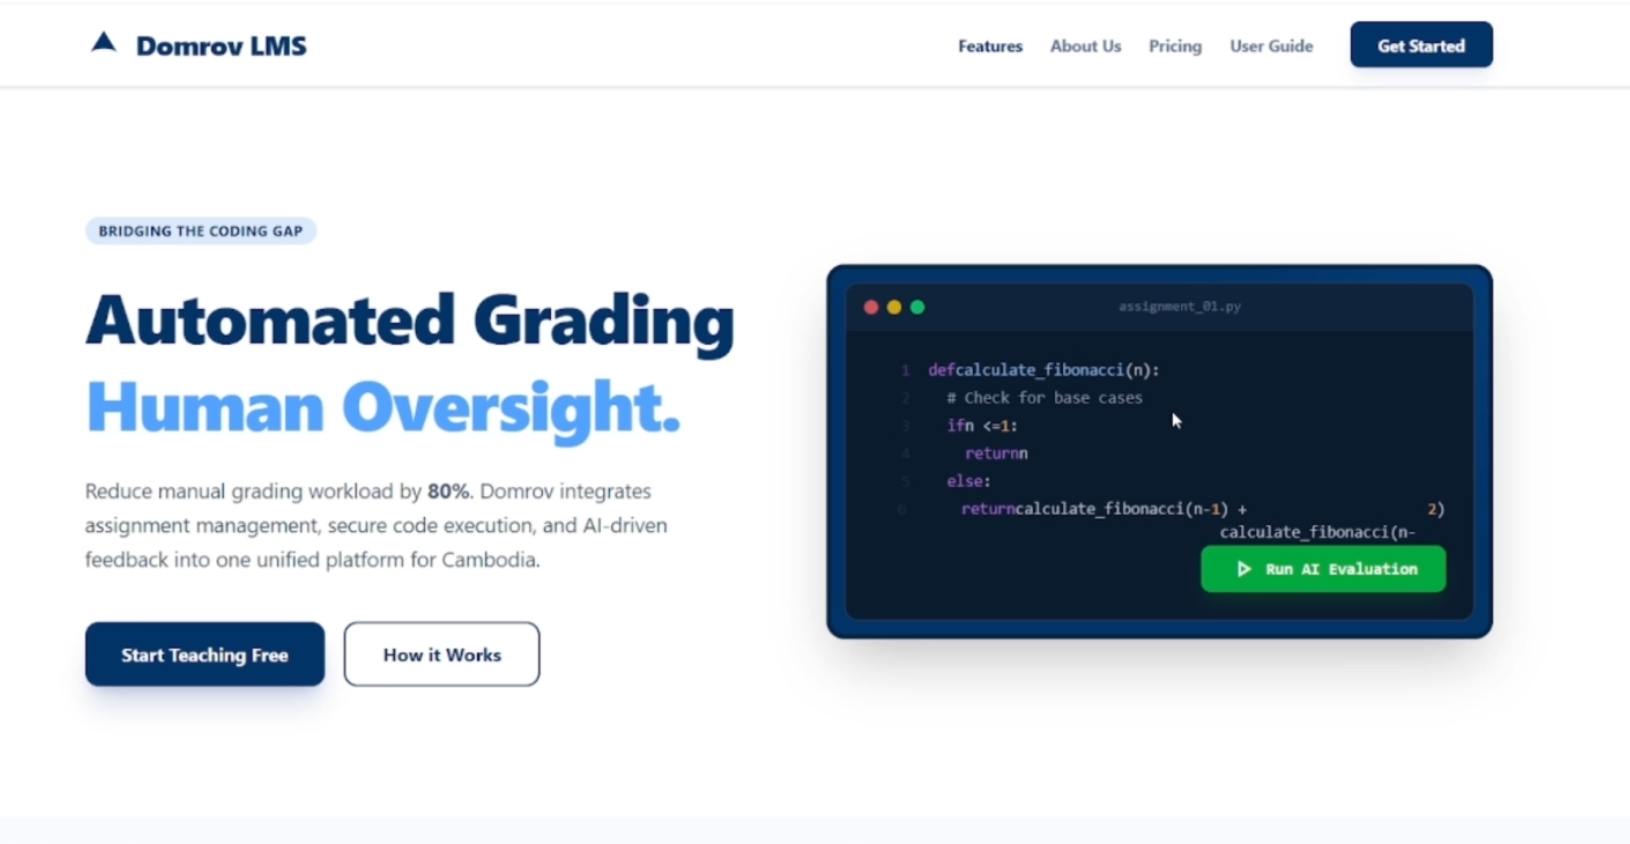 Domrov LMS
Features About Us Pricing User Guide Get Started
BRIDGING THE CODING GAP
Automated Grading
Human Oversight.
Reduce manual grading workload by 80%. Domrov integrates
assignment management, secure code execution, and AI-driven
feedback into one unified platform for Cambodia.
Start Teaching Free How it Works
assignment_01.py
1 defcalculate_fibonacci(n):
2 # Check for base cases
3 ifn <=1:
4 returnn
5 else:
6 returncalculate_fibonacci(n-1) + 2)
calculate_fibonacci(n-
Run AI Evaluation